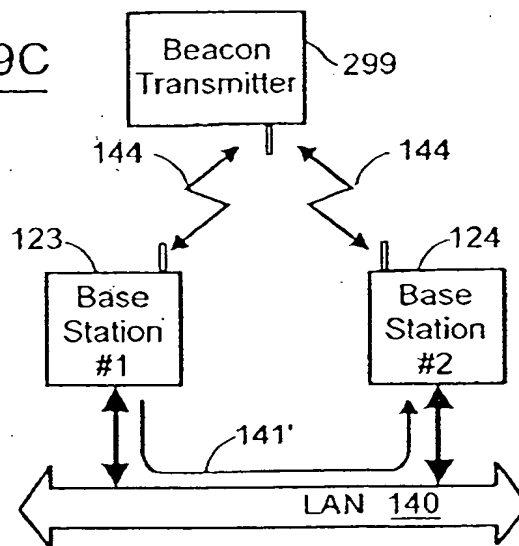 9C
Beacon
Transmitter
299
144
144
123
124
Base
Station
#1
Base
Station
#2
141'
LAN 140